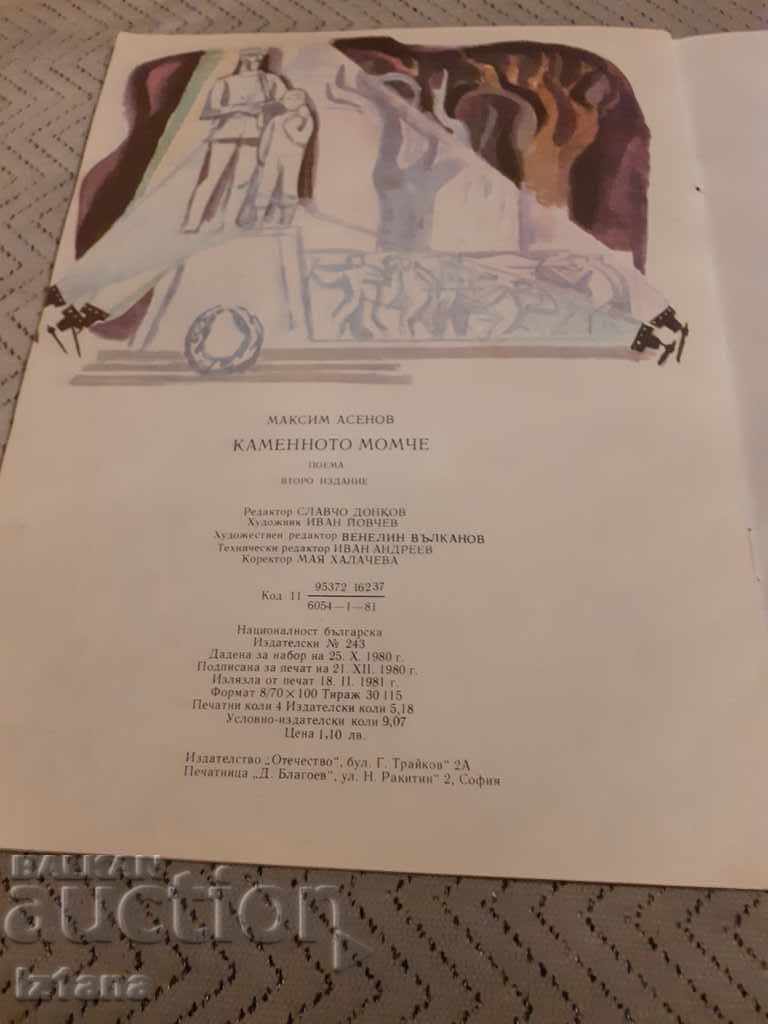 МАКСИМ АСЕНОВ
КАМЕННОТО МОМЧЕ
ПОЕМА
ВТОРО ИЗДАНИЕ
Редактор СЛАВЧО ДОНКОВ
Художник ИВАН ЙОВЧЕВ
Художествен редактор ВЕНЕЛИН ВЪЛКАНОВ
Технически редактор ИВАН АНДРЕЕВ
Коректор МАЯ ХАЛАЧЕВА
Код 11 95372 16237
6054—1—81
Националност българска
Издателски № 243
Дадена за набор на 25. X. 1980 г.
Подписана за печат на 21. XII. 1980 г.
Излязла от печат 18. II. 1981 г.
Формат 8/70×100 Тираж 30 115
Печатни коли 4 Издателски коли 5,18
Условно-издателски коли 9,07
Цена 1,10 лв.
Издателство „Отечество", бул. Г. Трайков" 2А
Печатница „Д. Благоев", ул. Н. Ракитин" 2, София
BALKAN
auction
iztana